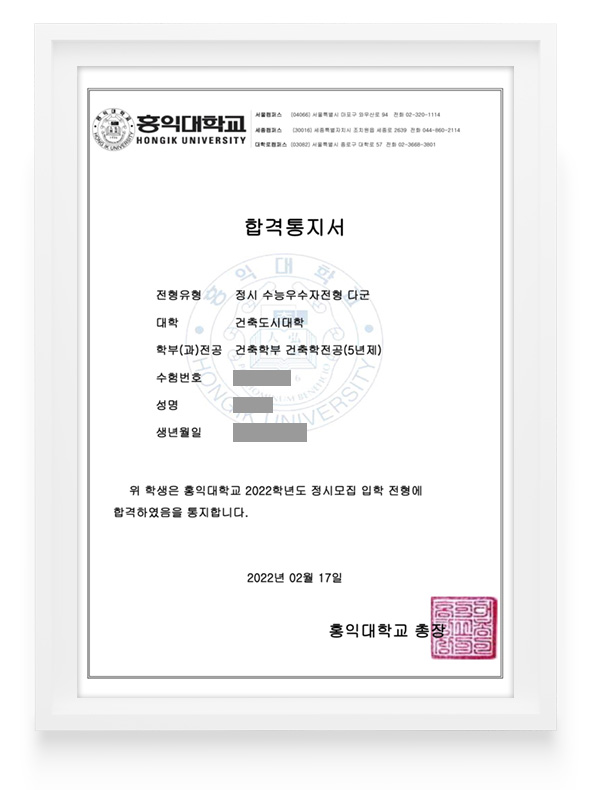 홍익대학교
HONGIK UNIVERSITY
서울캠퍼스 (04066) 서울특별시 마포구 와우산로 94 전화 02-320-1114
세종캠퍼스 (30016) 세종특별자치시 조치원읍 세종로 2639 전화 044-860-2114
대학로캠퍼스 (03082) 서울특별시 종로구 대학로 57 전화 02-3668-3801
합격통지서
홍익대학교
HONGIK UNIVERSITY
전형유형 정시 수능우수자전형 다군
대학 건축도시대학
학부(과)전공 건축학부 건축학전공(5년제)
수험번호
성명
생년월일
위 학생은 홍익대학교 2022학년도 정시모집 입학 전형에
합격하였음을 통지합니다.
2022년 02월 17일
홍익대학교 총장